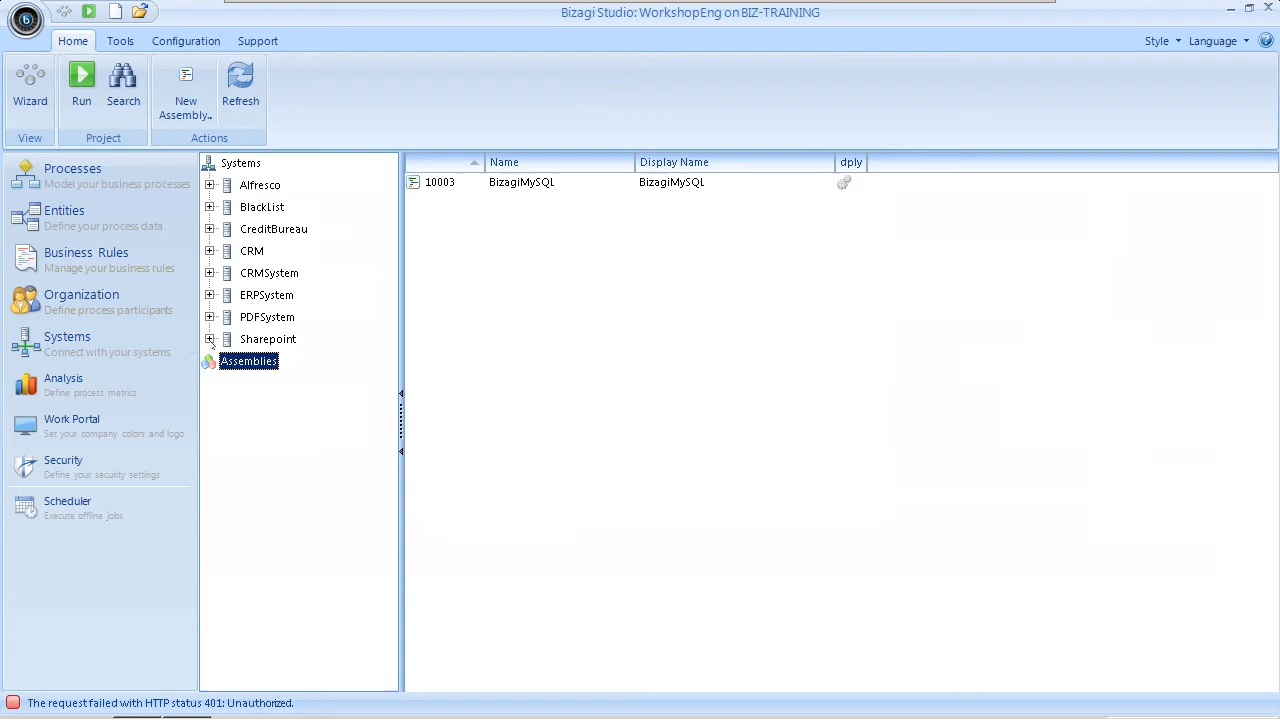 Bizagi Studio: WorkshopEng on BIZ-TRAINING
Home Tools Configuration Support
Style Language
Wizard Run Search New Assembly.. Refresh
View Project Actions
Processes
Model your business processes
Entities
Define your process data
Business Rules
Manage your business rules
Organization
Define process participants
Systems
Connect with your systems
Analysis
Define process metrics
Work Portal
Set your company colors and logo
Security
Define your security settings
Scheduler
Execute offline jobs
Systems
Alfresco
BlackList
CreditBureau
CRM
CRMSystem
ERPSystem
PDFSystem
Sharepoint
Assemblies
Name Display Name dply
10003 BizagiMySQL BizagiMySQL
The request failed with HTTP status 401: Unauthorized.